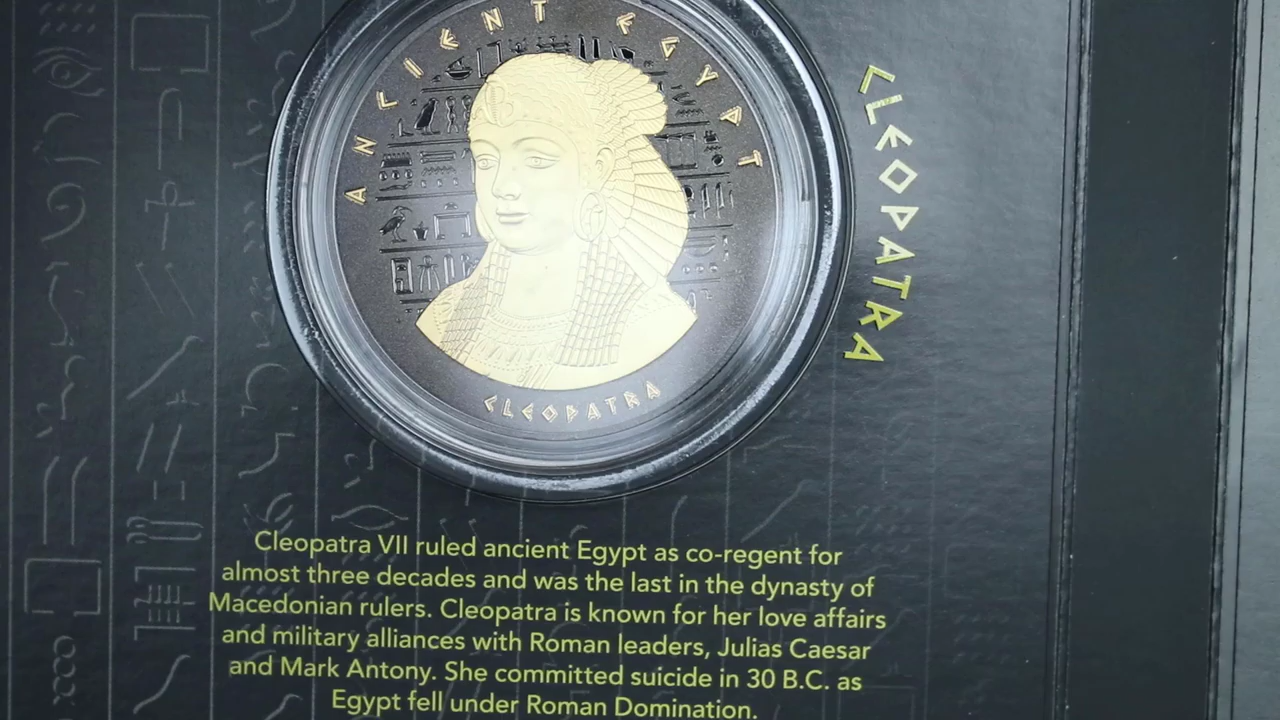 ANCIENT EGYPT
CLEOPATRA
CLEOPATRA
Cleopatra VII ruled ancient Egypt as co-regent for
almost three decades and was the last in the dynasty of
Macedonian rulers. Cleopatra is known for her love affairs
and military alliances with Roman leaders, Julias Caesar
and Mark Antony. She committed suicide in 30 B.C. as
Egypt fell under Roman Domination.